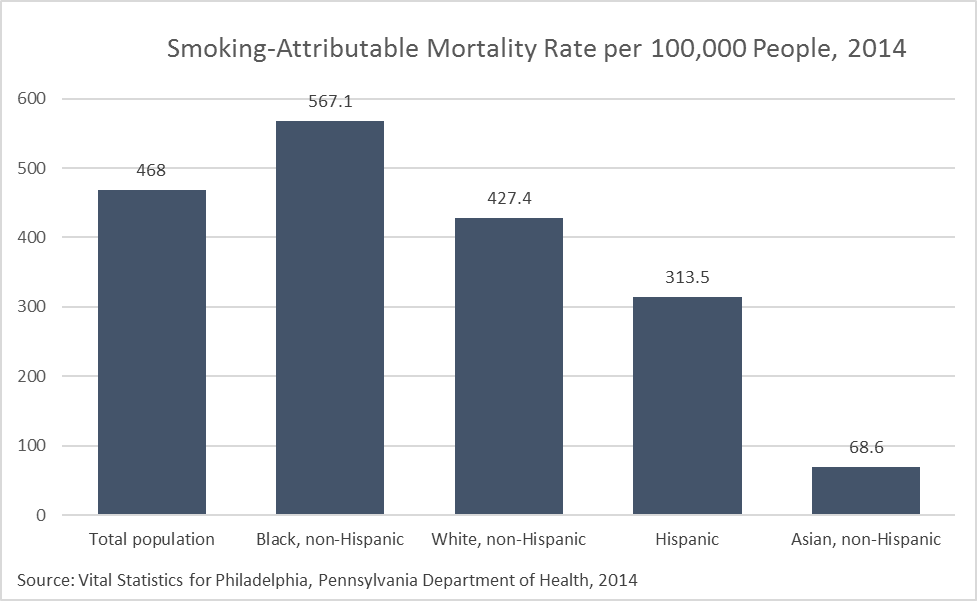 Smoking-Attributable Mortality Rate per 100,000 People, 2014
600
500
400
300
200
100
0
468
567.1
427.4
313.5
68.6
Total population
Black, non-Hispanic
White, non-Hispanic
Hispanic
Asian, non-Hispanic
Source: Vital Statistics for Philadelphia, Pennsylvania Department of Health, 2014